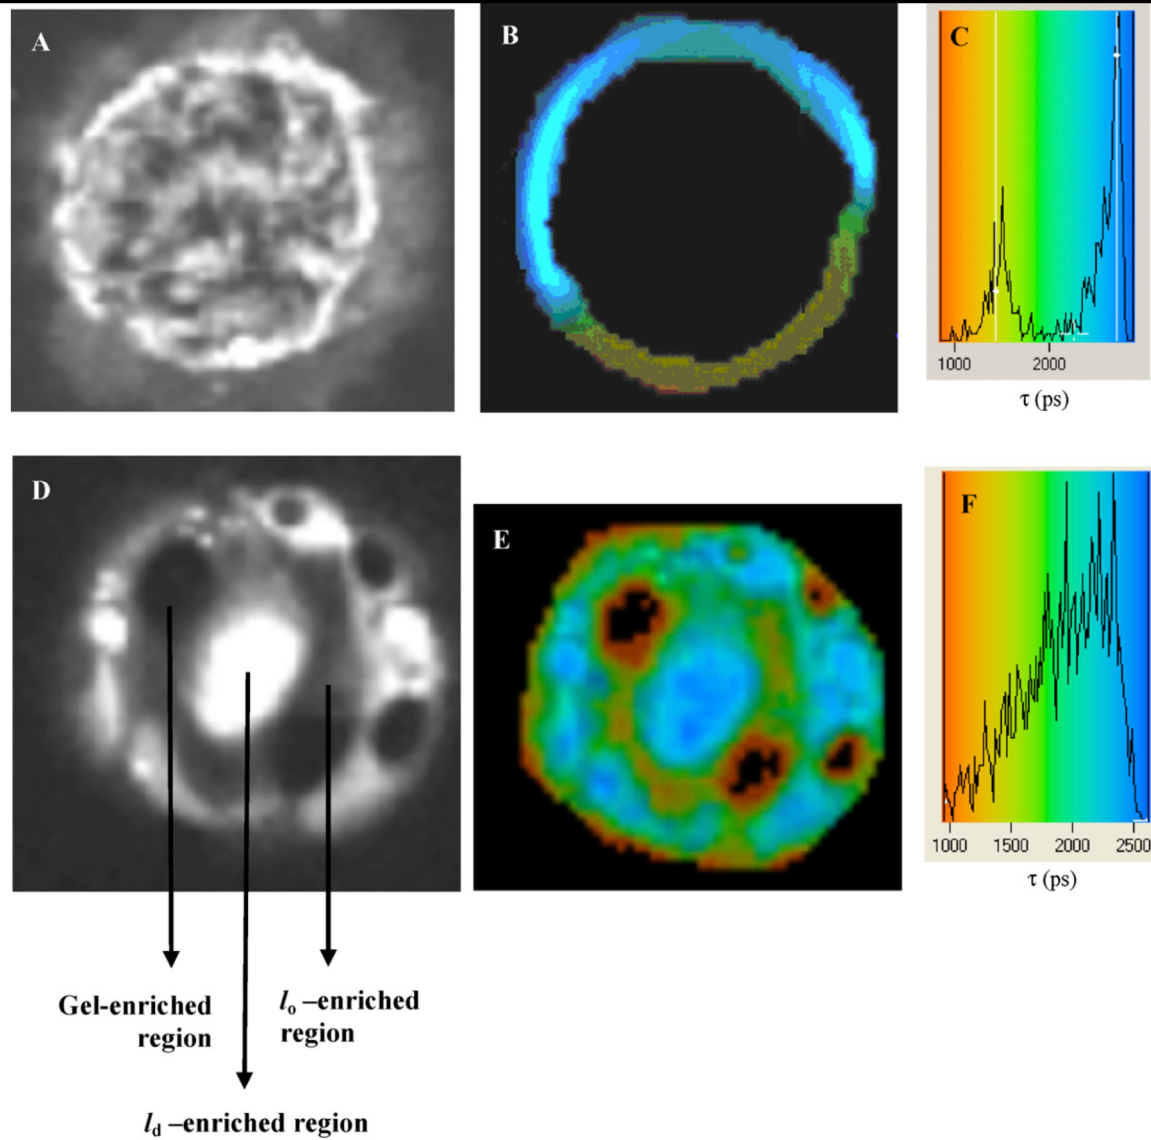 A
B
C
1000 2000
τ (ps)
D
E
F
1000 1500 2000 2500
τ (ps)
Gel-enriched
region
lo –enriched
region
ld –enriched region